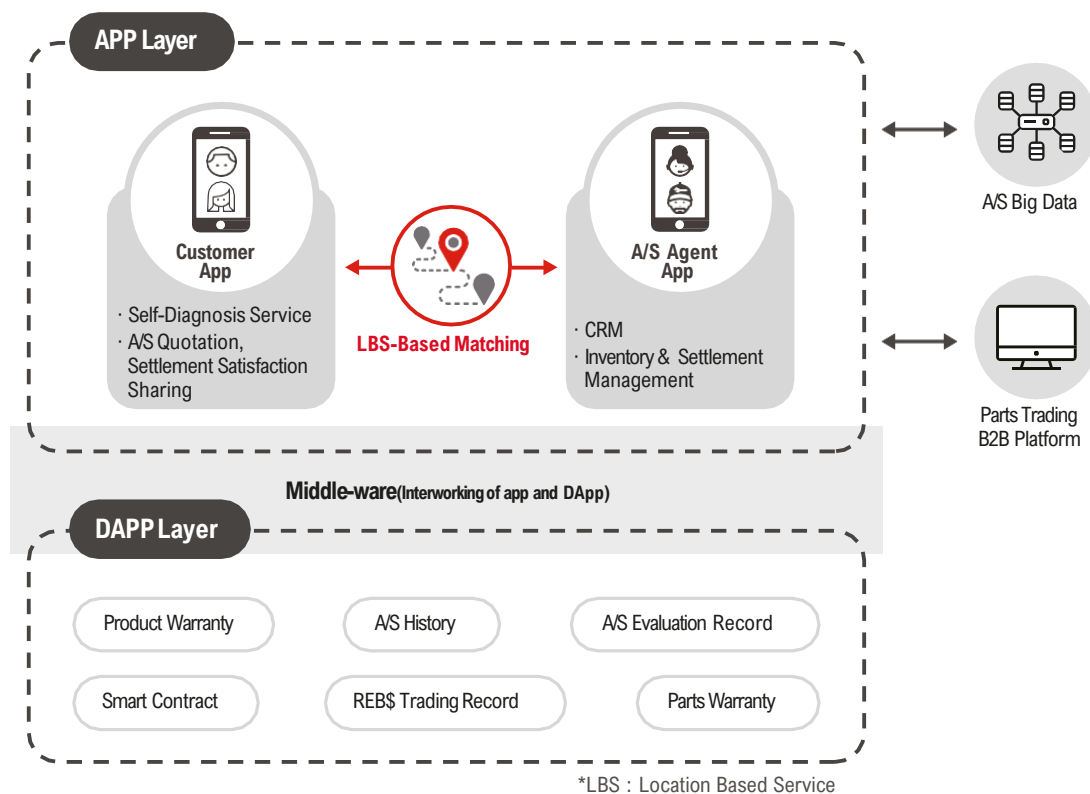 APP Layer
Customer
App
· Self-Diagnosis Service
· A/S Quotation,
Settlement Satisfaction
Sharing
LBS-Based Matching
A/S Agent
App
· CRM
· Inventory & Settlement
Management
A/S Big Data
Parts Trading
B2B Platform
Middle-ware(Interworking of app and DApp)
DAPP Layer
Product Warranty
A/S History
A/S Evaluation Record
Smart Contract
REB$ Trading Record
Parts Warranty
*LBS : Location Based Service